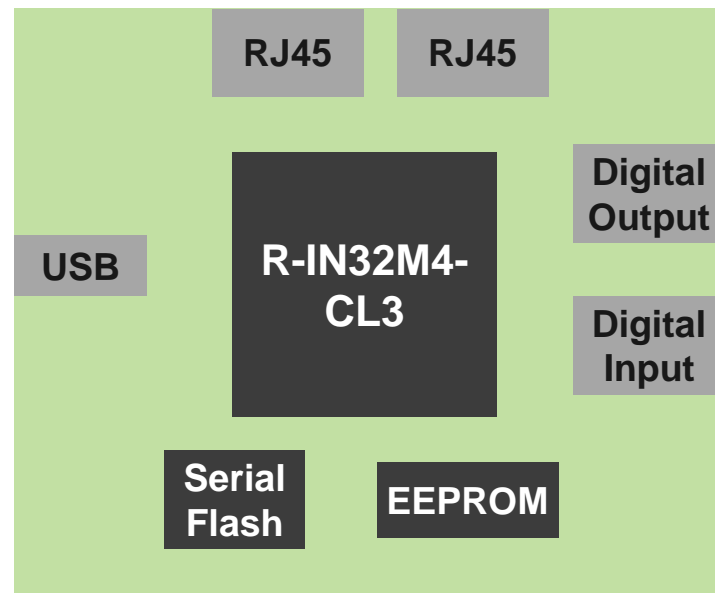 RJ45
RJ45
Digital
Output
USB
R-IN32M4-
CL3
Digital
Input
Serial
Flash
EEPROM